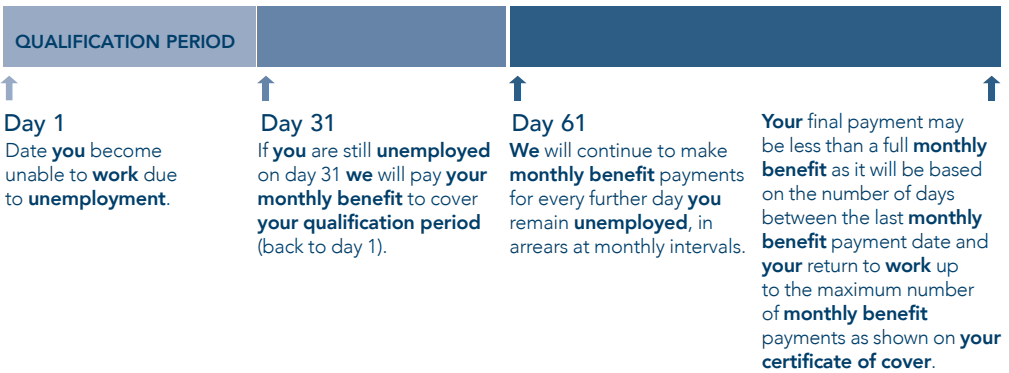 QUALIFICATION PERIOD
Day 1
Date you become
unable to work due
to unemployment.
Day 31
If you are still unemployed
on day 31 we will pay your
monthly benefit to cover
your qualification period
(back to day 1).
Day 61
We will continue to make
monthly benefit payments
for every further day you
remain unemployed, in
arrears at monthly intervals.
Your final payment may
be less than a full monthly
benefit as it will be based
on the number of days
between the last monthly
benefit payment date and
your return to work up
to the maximum number
of monthly benefit
payments as shown on your
certificate of cover.